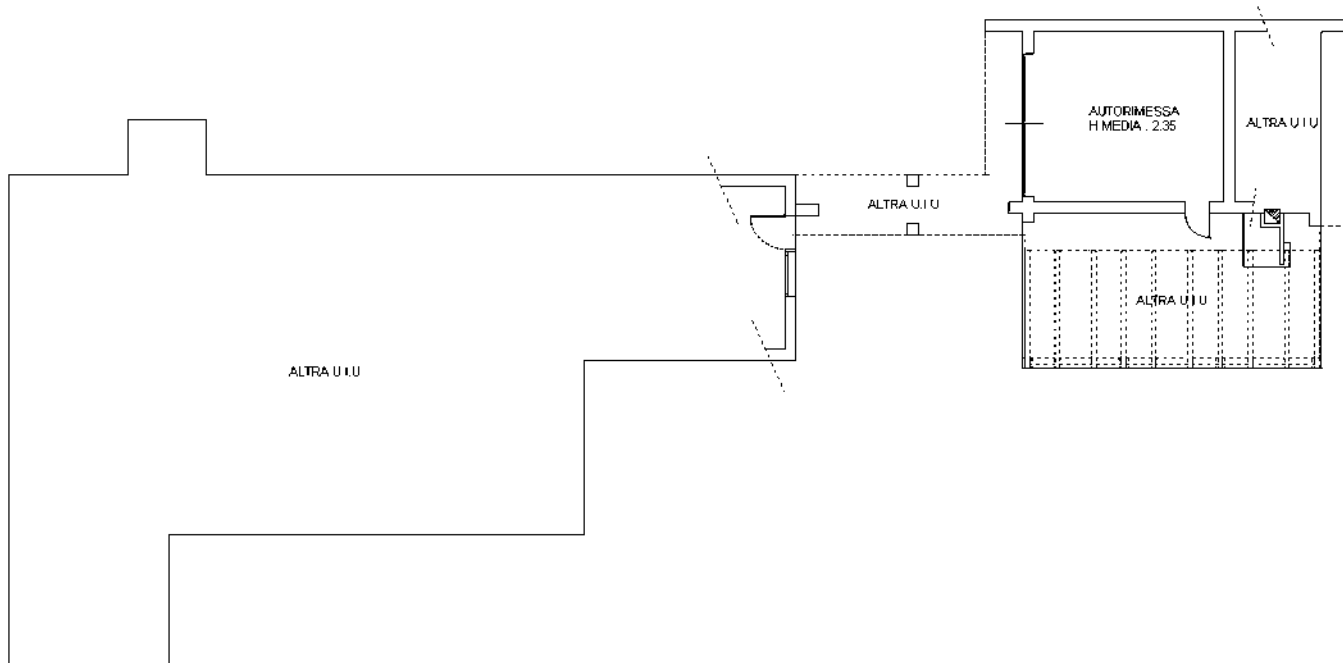 AUTORIMESSA
H MEDIA . 2.35
ALTRA U I U
ALTRA U.I U
ALTRA U I U
ALTRA U I.U